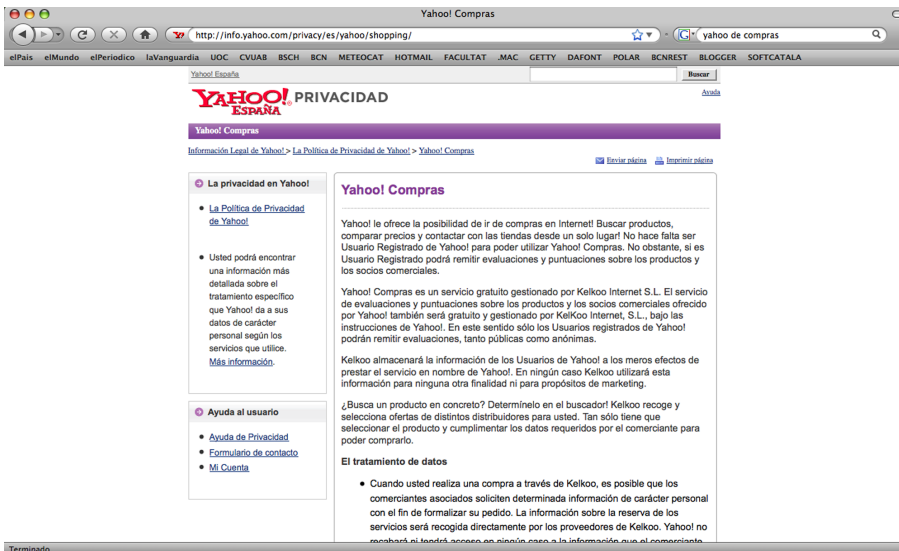 Yahoo! Compras
http://info.yahoo.com/privacy/es/yahoo/shopping/
yahoo de compras
elPais elMundo elPeriodico laVanguardia UOC CVUAB BSCH BCN METEOCAT HOTMAIL FACULTAT .MAC GETTY DAFONT POLAR BCNREST BLOGGER SOFTCATALA
Yahoo! España
Buscar
YAHOO! PRIVACIDAD
ESPAÑA
Ayuda
Yahoo! Compras
Información Legal de Yahoo! > La Política de Privacidad de Yahoo! > Yahoo! Compras
Enviar página Imprimir página
La privacidad en Yahoo!
La Política de Privacidad
de Yahoo!
Usted podrá encontrar
una información más
detallada sobre el
tratamiento específico
que Yahoo! da a sus
datos de carácter
personal según los
servicios que utilice.
Más información.
Ayuda al usuario
Ayuda de Privacidad
Formulario de contacto
Mi Cuenta
Yahoo! Compras
Yahoo! le ofrece la posibilidad de ir de compras en Internet! Buscar productos,
comparar precios y contactar con las tiendas desde un solo lugar! No hace falta ser
Usuario Registrado de Yahoo! para poder utilizar Yahoo! Compras. No obstante, si es
Usuario Registrado podrá remitir evaluaciones y puntuaciones sobre los productos y
los socios comerciales.
Yahoo! Compras es un servicio gratuito gestionado por Kelkoo Internet S.L. El servicio
de evaluaciones y puntuaciones sobre los productos y los socios comerciales ofrecido
por Yahoo! también será gratuito y gestionado por KelKoo Internet, S.L., bajo las
instrucciones de Yahoo!. En este sentido sólo los Usuarios registrados de Yahoo!
podrán remitir evaluaciones, tanto públicas como anónimas.
Kelkoo almacenará la información de los Usuarios de Yahoo! a los meros efectos de
prestar el servicio en nombre de Yahoo!. En ningún caso Kelkoo utilizará esta
información para ninguna otra finalidad ni para propósitos de marketing.
¿Busca un producto en concreto? Determínelo en el buscador! Kelkoo recoge y
selecciona ofertas de distintos distribuidores para usted. Tan sólo tiene que
seleccionar el producto y cumplimentar los datos requeridos por el comerciante para
poder comprarlo.
El tratamiento de datos
Cuando usted realiza una compra a través de Kelkoo, es posible que los
comerciantes asociados soliciten determinada información de carácter personal
con el fin de formalizar su pedido. La información sobre la reserva de los
servicios será recogida directamente por los proveedores de Kelkoo. Yahoo! no
recabará ni tendrá acceso en ningún caso a la información que el comerciante
Terminado